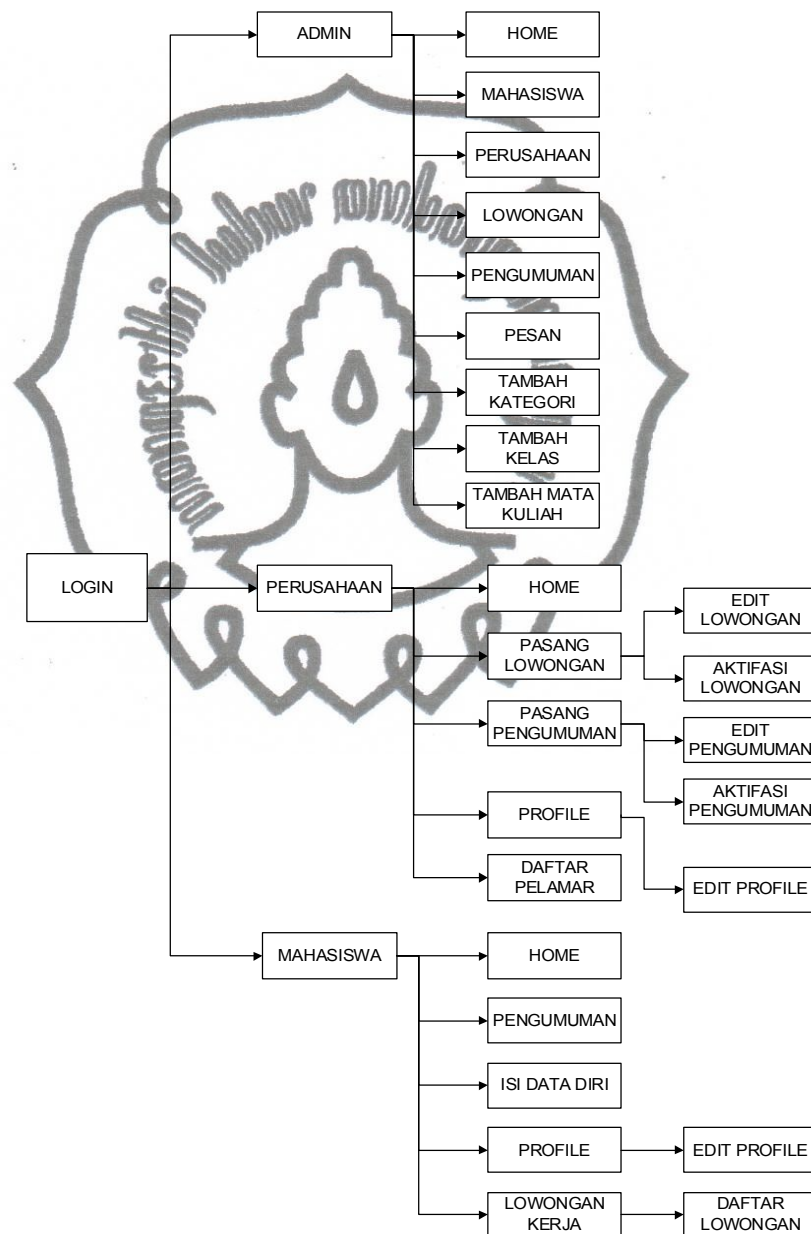 ADMIN
HOME
MAHASISWA
PERUSAHAAN
LOWONGAN
PENGUMUMAN
PESAN
TAMBAH
KATEGORI
TAMBAH
KELAS
TAMBAH MATA
KULIAH
LOGIN
PERUSAHAAN
HOME
PASANG
LOWONGAN
EDIT
LOWONGAN
AKTIFASI
LOWONGAN
PASANG
PENGUMUMAN
EDIT
PENGUMUMAN
AKTIFASI
PENGUMUMAN
PROFILE
EDIT PROFILE
DAFTAR
PELAMAR
MAHASISWA
HOME
PENGUMUMAN
ISI DATA DIRI
PROFILE
EDIT PROFILE
LOWONGAN
KERJA
DAFTAR
LOWONGAN